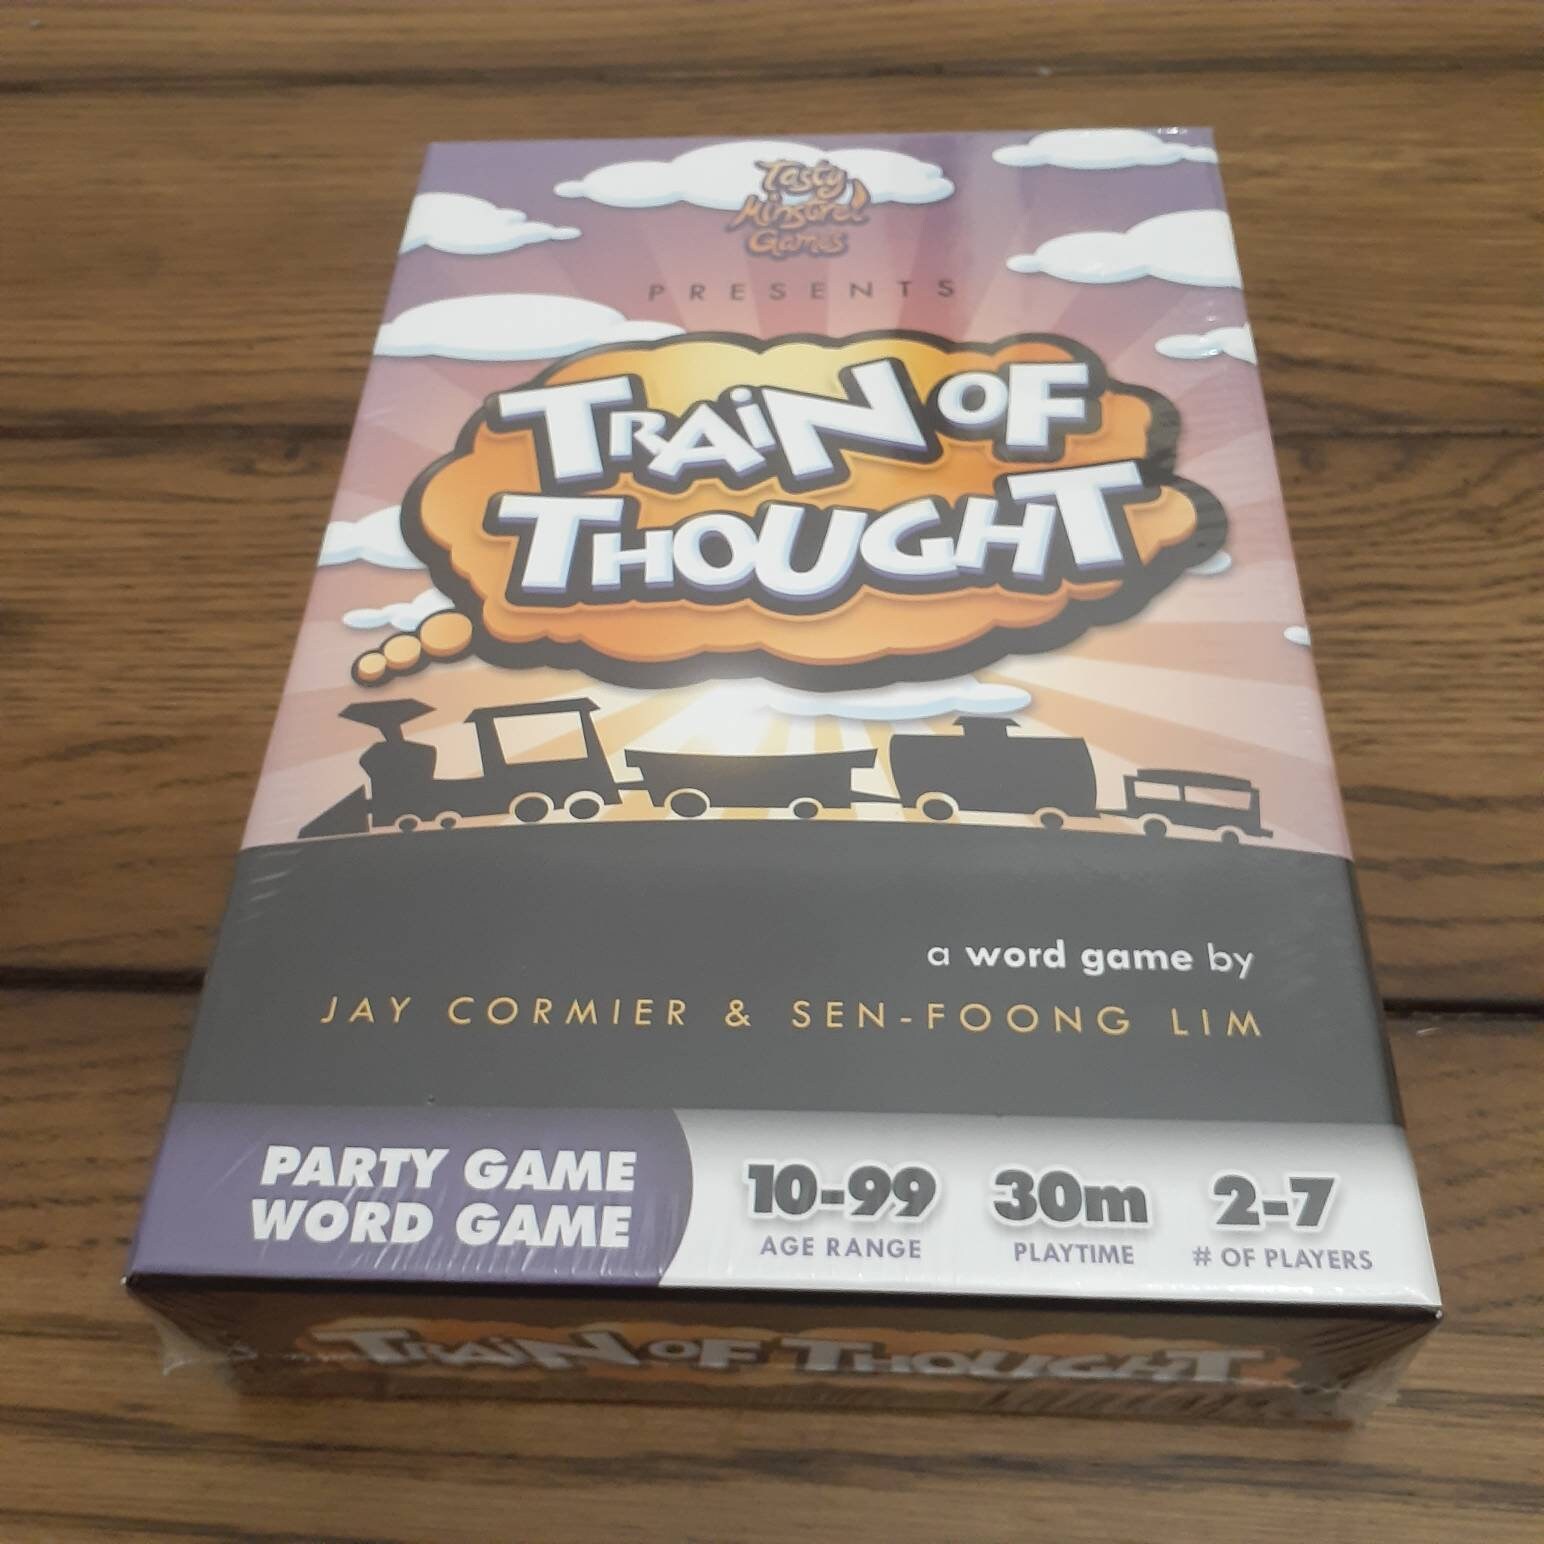 Tasty
Minstrel
Games
PRESENTS
TRAiN OF
THOUGHT
a word game by
JAY CORMIER & SEN-FOONG LIM
PARTY GAME
WORD GAME
10-99
AGE RANGE
30m
PLAYTIME
2-7
# OF PLAYERS
TRAiN OF THOUGHT